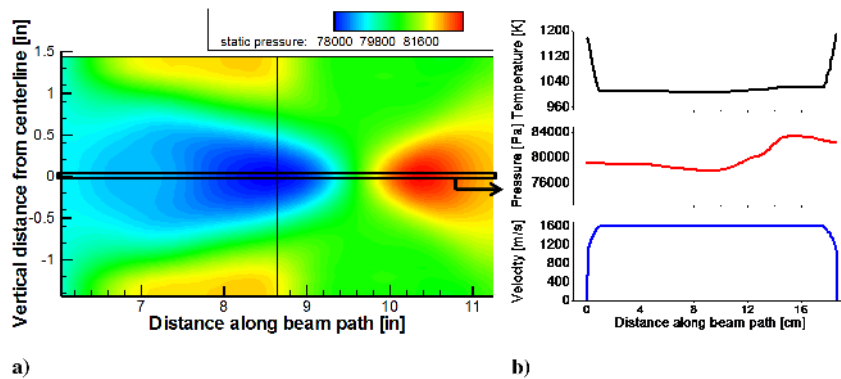 static pressure: 78000 79800 81600
Vertical distance from centerline [in]
1.5
1
0.5
0
-0.5
-1
7 8 9 10 11
Distance along beam path [in]
a)
Temperature [K]
1200
1120
1040
960
Pressure [Pa]
84000
80000
76000
Velocity [m/s]
1600
1200
800
400
0
0 4 8 12 16
Distance along beam path [cm]
b)